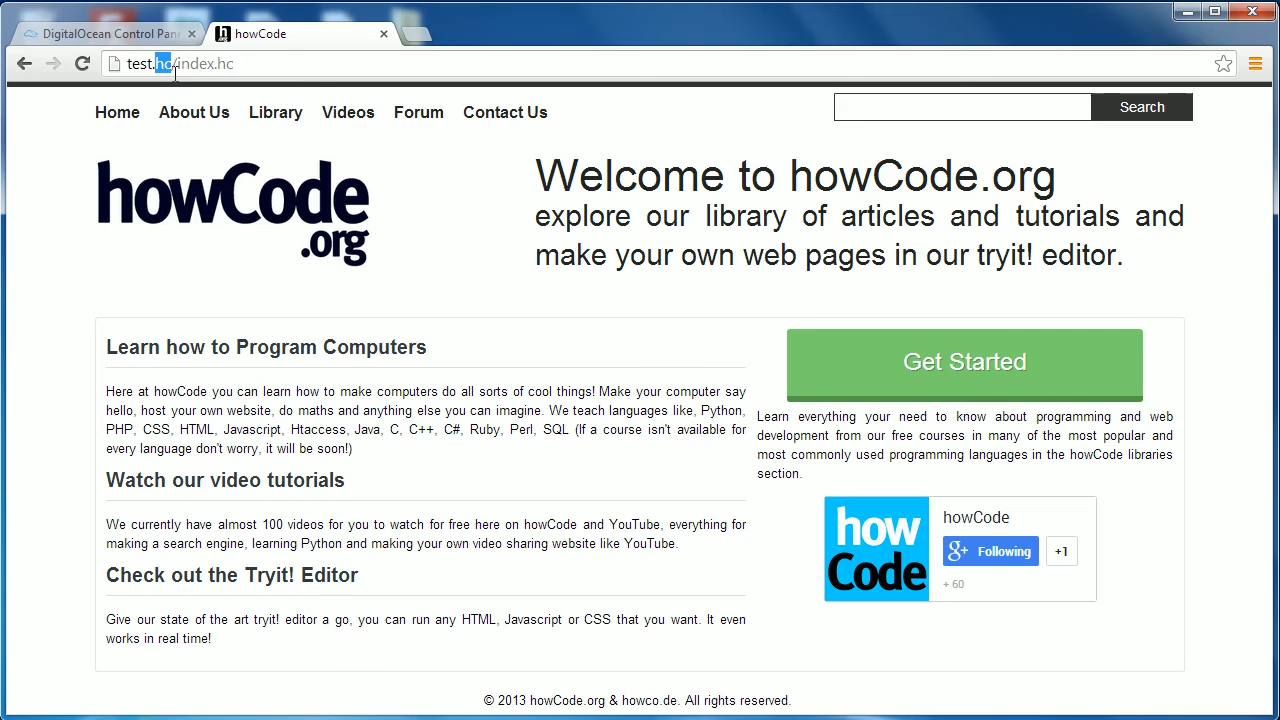 DigitalOcean Control Pan
howCode
test.hc/index.hc
Home About Us Library Videos Forum Contact Us
Search
howCode
.org
Welcome to howCode.org
explore our library of articles and tutorials and
make your own web pages in our tryit! editor.
Learn how to Program Computers
Here at howCode you can learn how to make computers do all sorts of cool things! Make your computer say
hello, host your own website, do maths and anything else you can imagine. We teach languages like, Python,
PHP, CSS, HTML, Javascript, Htaccess, Java, C, C++, C#, Ruby, Perl, SQL (If a course isn't available for
every language don't worry, it will be soon!)
Watch our video tutorials
We currently have almost 100 videos for you to watch for free here on howCode and YouTube, everything for
making a search engine, learning Python and making your own video sharing website like YouTube.
Check out the Tryit! Editor
Give our state of the art tryit! editor a go, you can run any HTML, Javascript or CSS that you want. It even
works in real time!
Get Started
Learn everything your need to know about programming and web
development from our free courses in many of the most popular and
most commonly used programming languages in the howCode libraries
section.
how
Code
howCode
g+ Following +1
+ 60
© 2013 howCode.org & howco.de. All rights reserved.